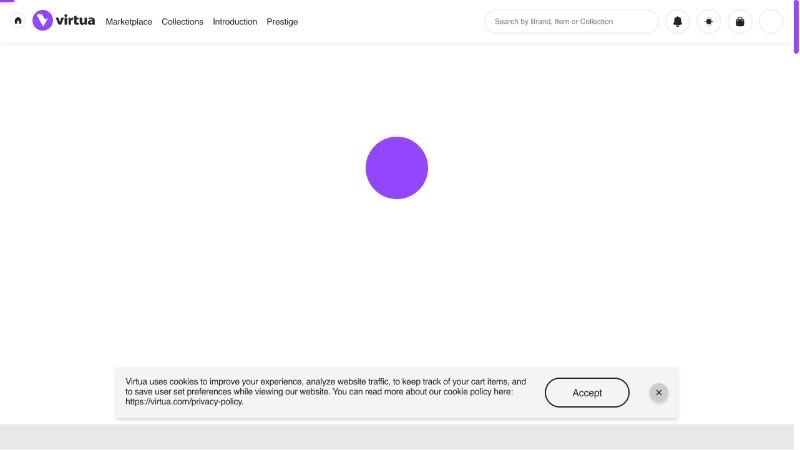 virtua Marketplace Collections Introduction Prestige Search by Brand, Item or Collection
Virtua uses cookies to improve your experience, analyze website traffic, to keep track of your cart items, and
to save user set preferences while viewing our website. You can read more about our cookie policy here:
https://virtua.com/privacy-policy.
Accept